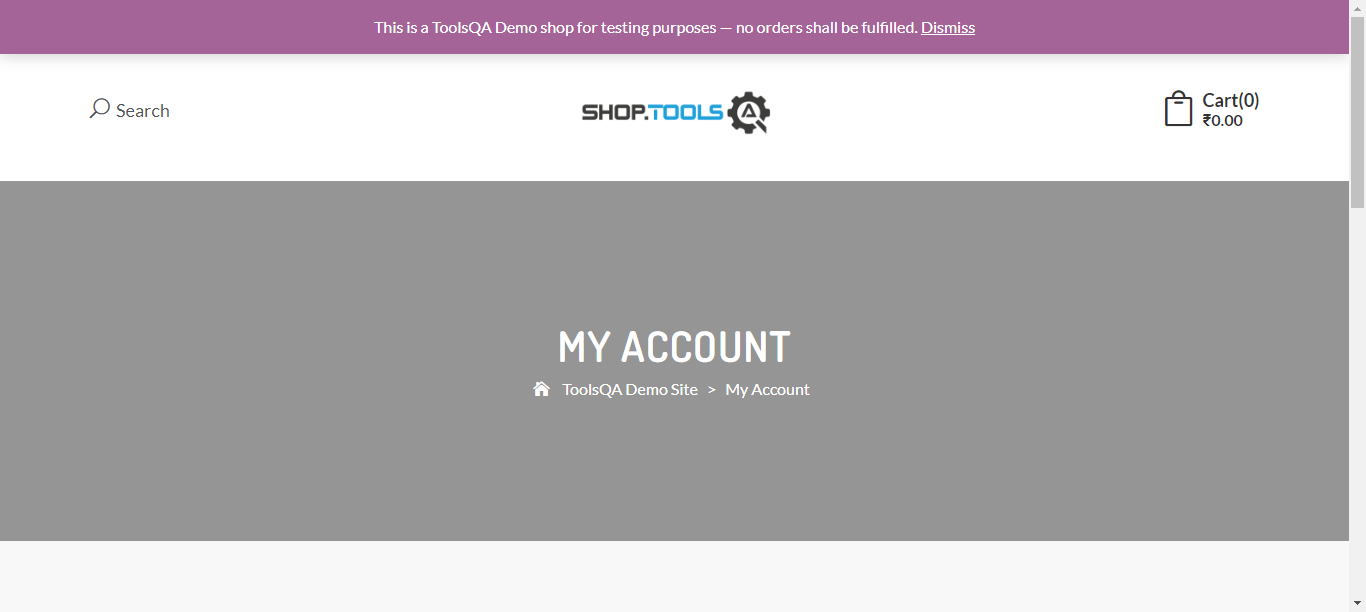 This is a ToolsQA Demo shop for testing purposes — no orders shall be fulfilled. Dismiss
Search
SHOP.TOOLS
Cart(0)
₹0.00
MY ACCOUNT
ToolsQA Demo Site > My Account